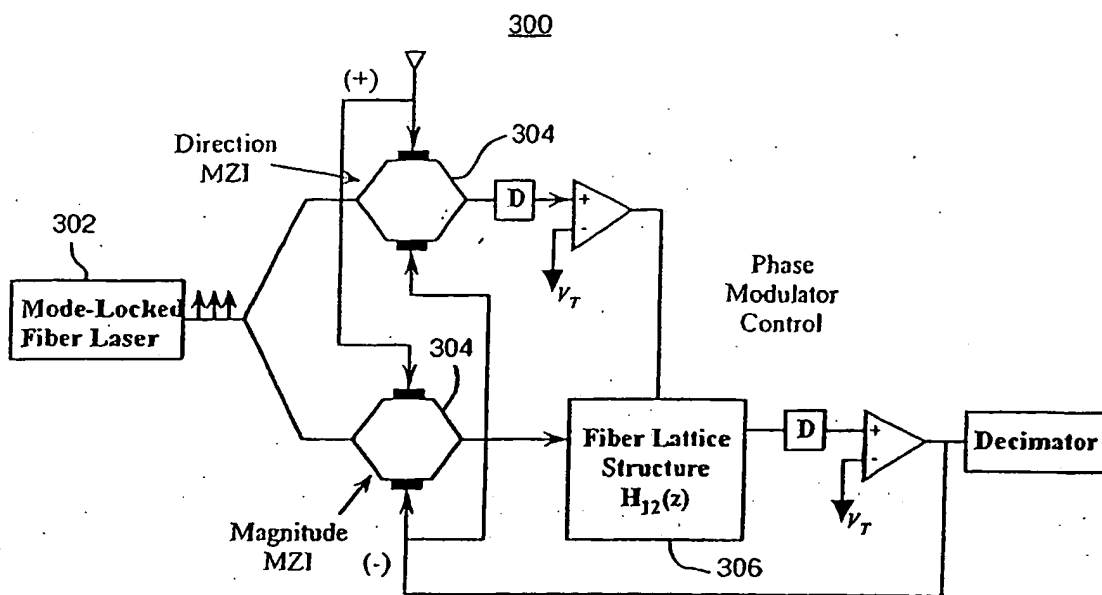 300
(+)
304
Direction
MZI
D
+
-
V_T
302
Mode-Locked
Fiber Laser
Phase
Modulator
Control
304
Fiber Lattice
Structure
H12(z)
D
+
-
V_T
Decimator
Magnitude
MZI
(-)
306